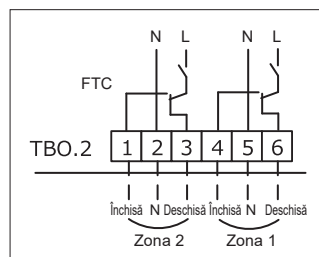 N L N L
FTC
TBO.2 1 2 3 4 5 6
Închisă N Deschisă Închisă N Deschisă
Zona 2 Zona 1